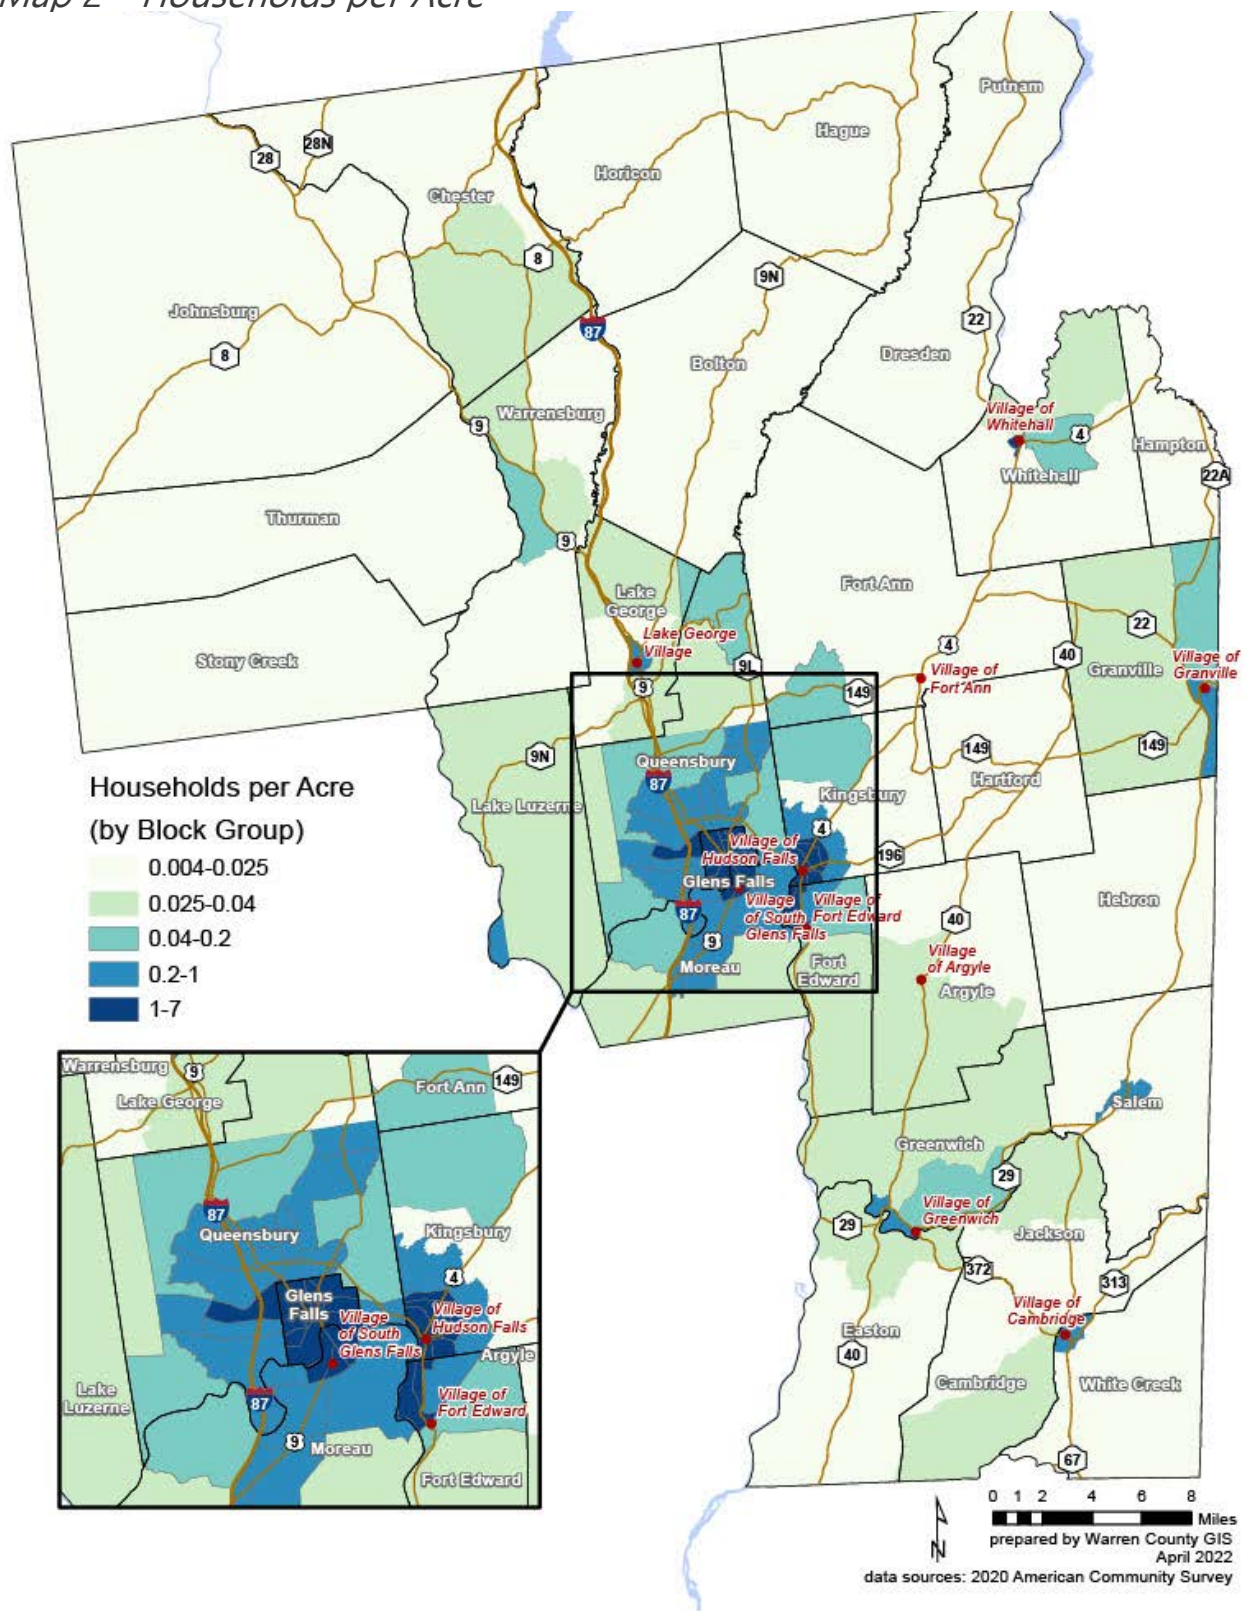 Map 2 - Households per Acre
Putnam
Hague
28N
28
Horicon
Chester
8
9N
Johnsburg
22
87
8
Dresden
Bolton
Village of
Whitehall
Warrensburg
9
4
Hampton
Whitehall
22A
Thurman
9
Fort Ann
Lake
George
22
Lake George
Village
4
40
Village of
Granville
Stony Creek
9L
Granville
Village of
Fort Ann
9
149
149
149
9N
Queensbury
Hartford
87
Kingsbury
Lake Luzerne
4
Village of
Hudson Falls
196
Glens Falls
Hebron
Village
of South
Glens Falls
Village of
Fort Edward
87
40
9
Village
of Argyle
Moreau
Fort
Edward
Argyle
Households per Acre
(by Block Group)
0.004-0.025
0.025-0.04
0.04-0.2
0.2-1
1-7
Salem
Greenwich
29
Village of
Greenwich
29
Jackson
372
313
Village of
Cambridge
Easton
40
Cambridge
White Creek
67
Warrensburg
9
149
Fort Ann
Lake George
87
Queensbury
Kingsbury
4
Glens
Falls
Village
of South
Glens Falls
Village of
Hudson Falls
Argyle
Lake
Luzerne
87
Village of
Fort Edward
9
Moreau
Fort Edward
0 1 2 4 6 8
Miles
N
prepared by Warren County GIS
April 2022
data sources: 2020 American Community Survey